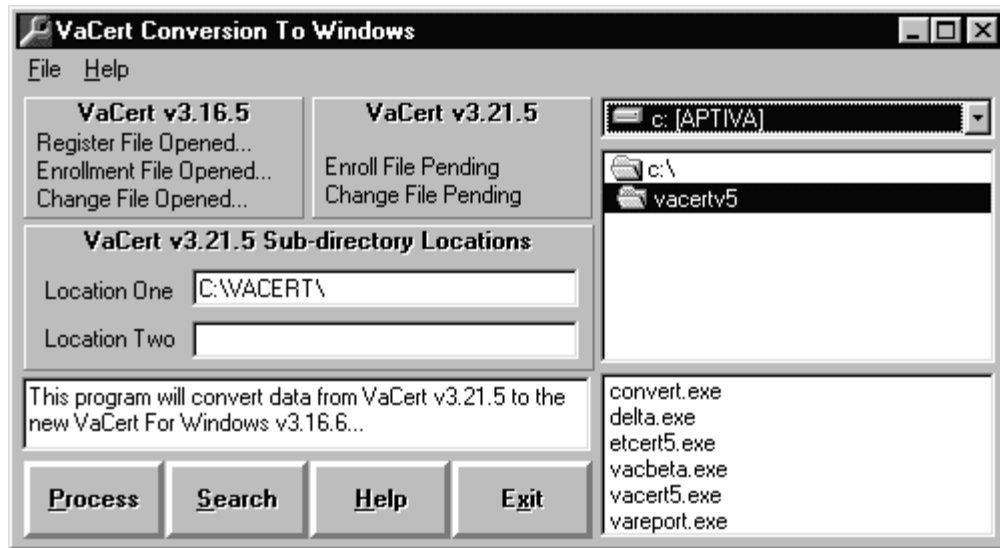 VaCert Conversion To Windows
File Help
VaCert v3.16.5
Register File Opened...
Enrollment File Opened...
Change File Opened...
VaCert v3.21.5
Enroll File Pending
Change File Pending
c: [APTIVA]
c:\
vacertv5
VaCert v3.21.5 Sub-directory Locations
Location One C:\VACERT\
Location Two
This program will convert data from VaCert v3.21.5 to the
new VaCert For Windows v3.16.6...
convert.exe
delta.exe
etcert5.exe
vacbeta.exe
vacert5.exe
vareport.exe
Process Search Help Exit